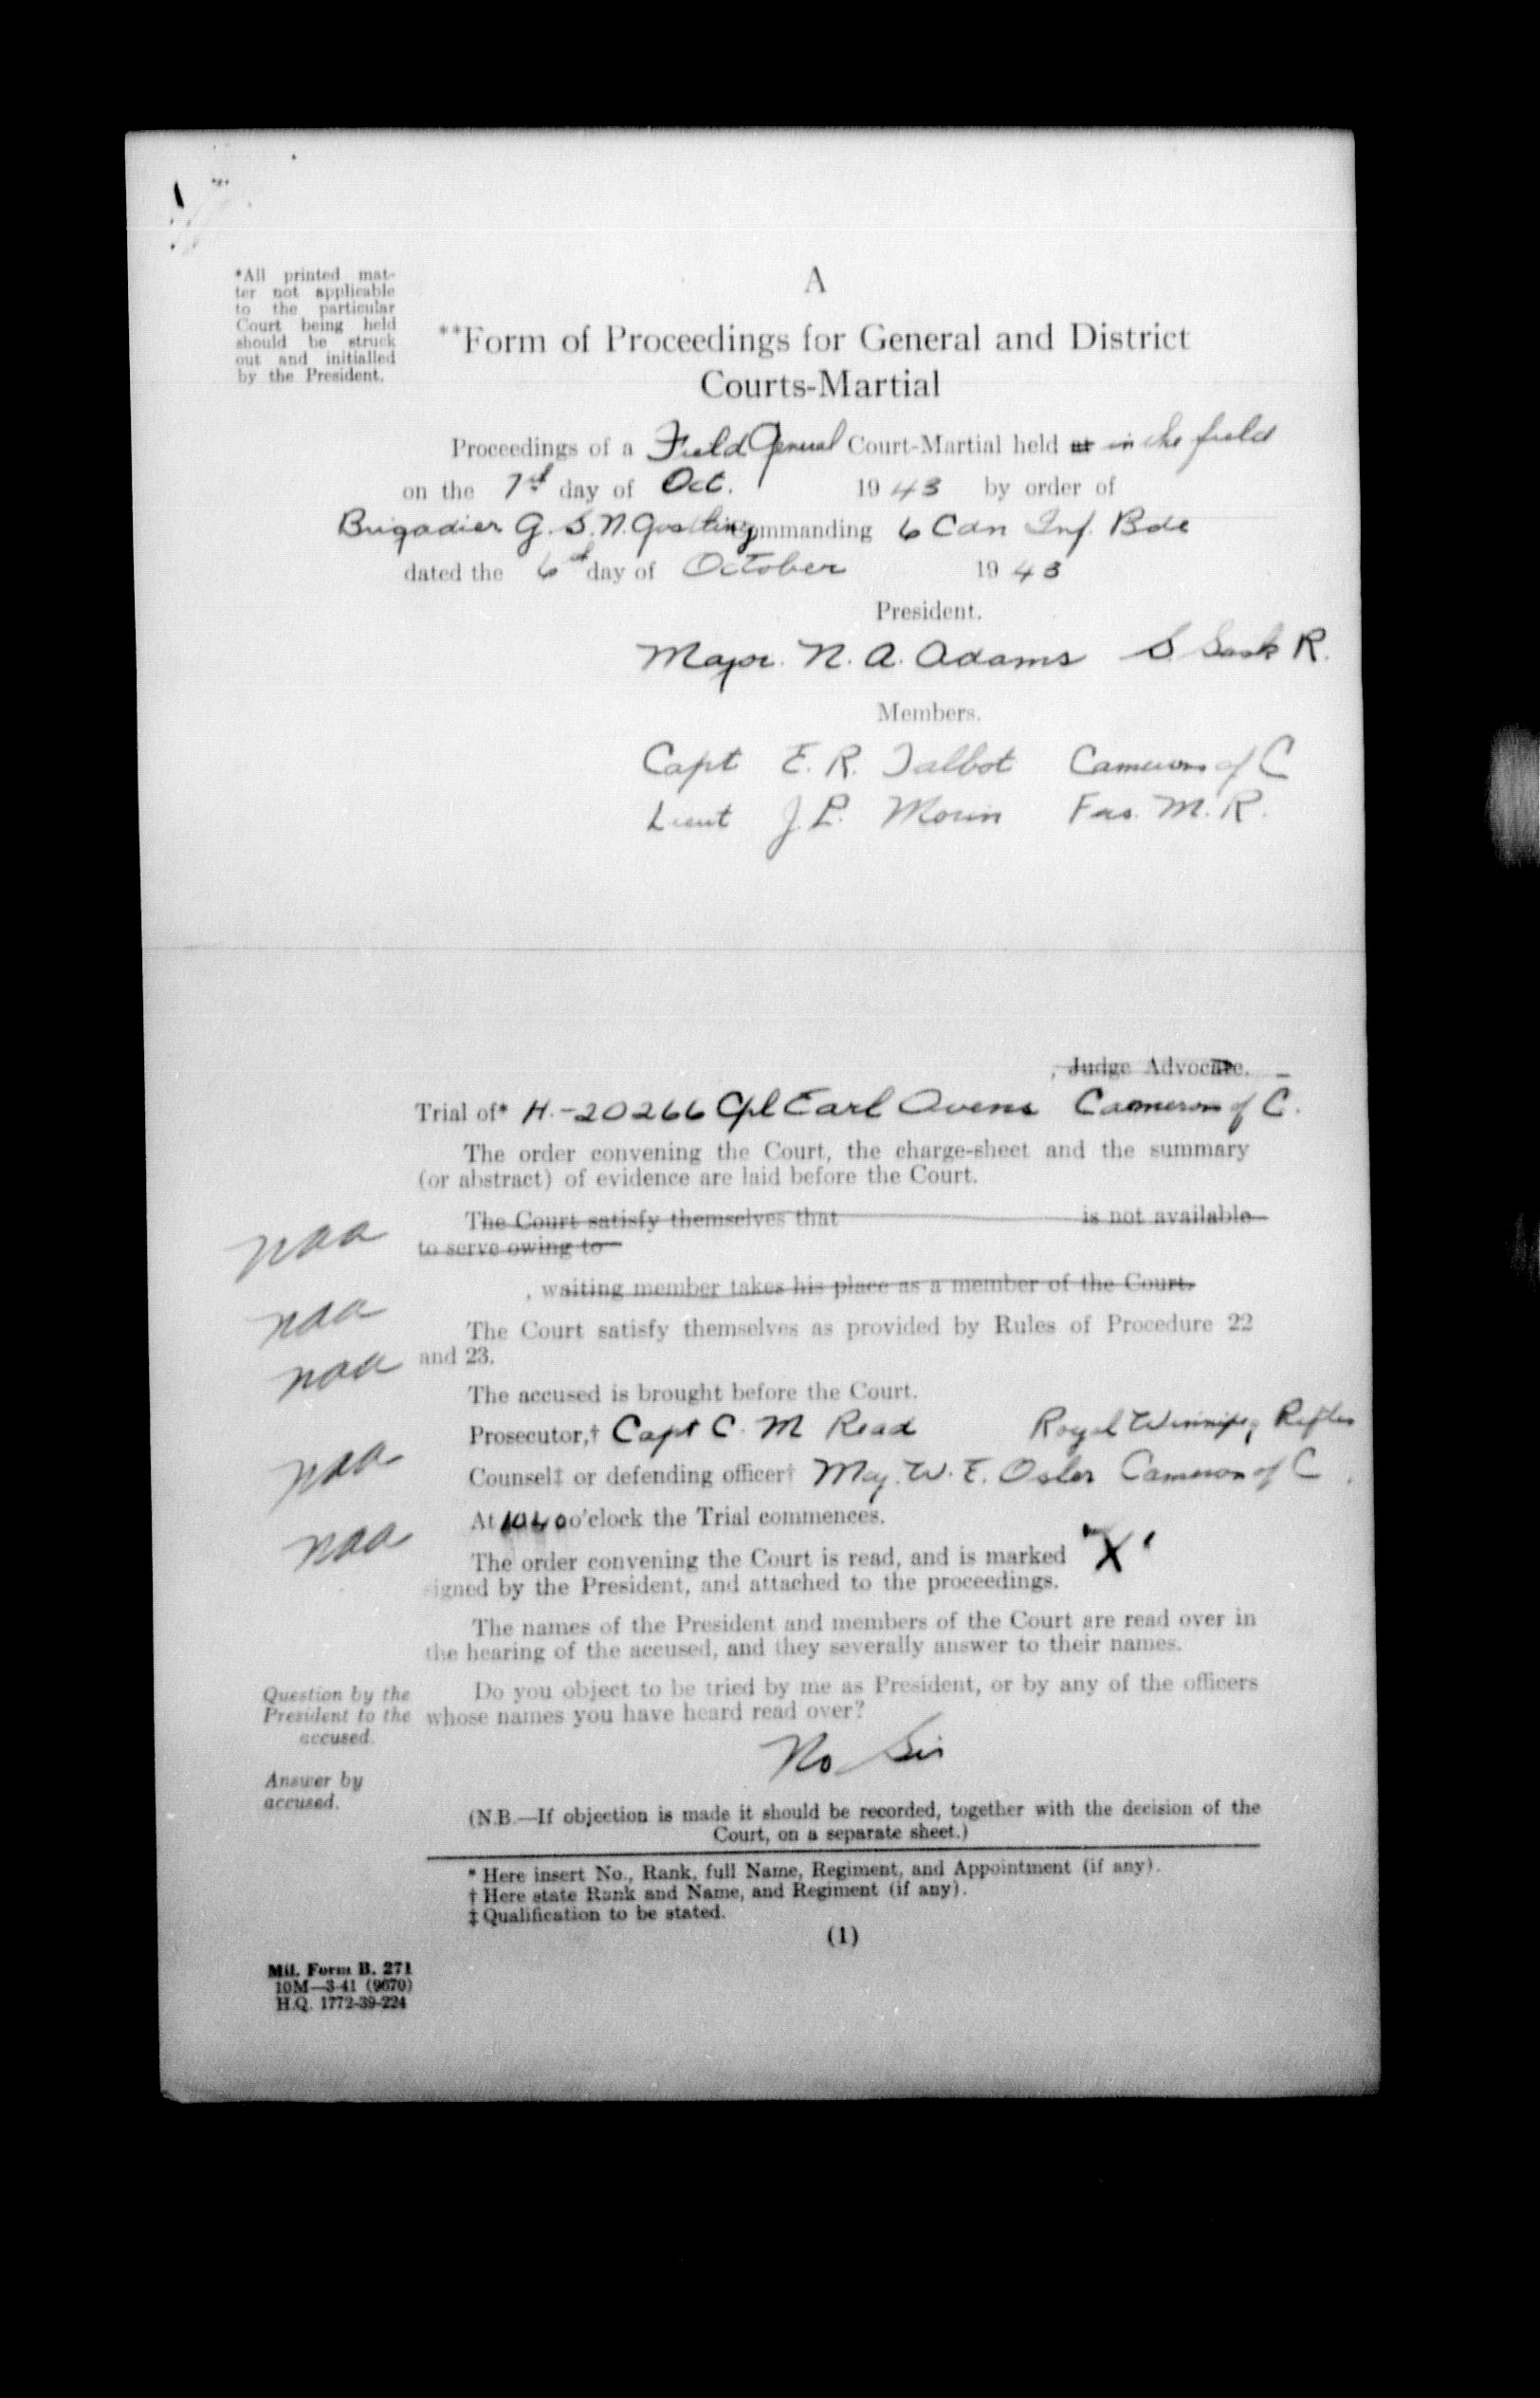 *All printed mat-
ter not applicable
to the particular
Court being held
should be struck
out and initialled
by the President.
A
**Form of Proceedings for General and District
Courts-Martial
Proceedings of a Field General Court-Martial held at in the field
on the 7th day of Oct. 1943 by order of
Brigadier G. S. N. Gostling Commanding 6 Cdn Inf. Bde
dated the 6th day of October 1943
President.
Major N. A. Adams S Sask R.
Members.
Capt E. R. Talbot Camerons of C
Lieut J. P. Morin Fus. M. R.
, Judge Advocate.
Trial of* H.-20266 Cpl Earl Owens Camerons of C.
The order convening the Court, the charge-sheet and the summary
(or abstract) of evidence are laid before the Court.
The Court satisfy themselves that is not available
naa
to serve owing to
, waiting member takes his place as a member of the Court.
naa
The Court satisfy themselves as provided by Rules of Procedure 22
and 23.
naa
The accused is brought before the Court.
Prosecutor,† Capt C. M Read Royal Winnipeg Rifles
naa
Counsel‡ or defending officer† Maj. W. E. Osler Camerons of C.
At 1040 o'clock the Trial commences.
naa
The order convening the Court is read, and is marked 'X'
signed by the President, and attached to the proceedings.
The names of the President and members of the Court are read over in
the hearing of the accused, and they severally answer to their names.
Question by the
President to the
accused.
Do you object to be tried by me as President, or by any of the officers
whose names you have heard read over?
Answer by
accused.
No Sir
(N.B.—If objection is made it should be recorded, together with the decision of the
Court, on a separate sheet.)
* Here insert No., Rank, full Name, Regiment, and Appointment (if any).
† Here state Rank and Name, and Regiment (if any).
‡ Qualification to be stated.
(1)
Mil. Form B. 271
10M—3-41 (9670)
H.Q. 1772-39-224